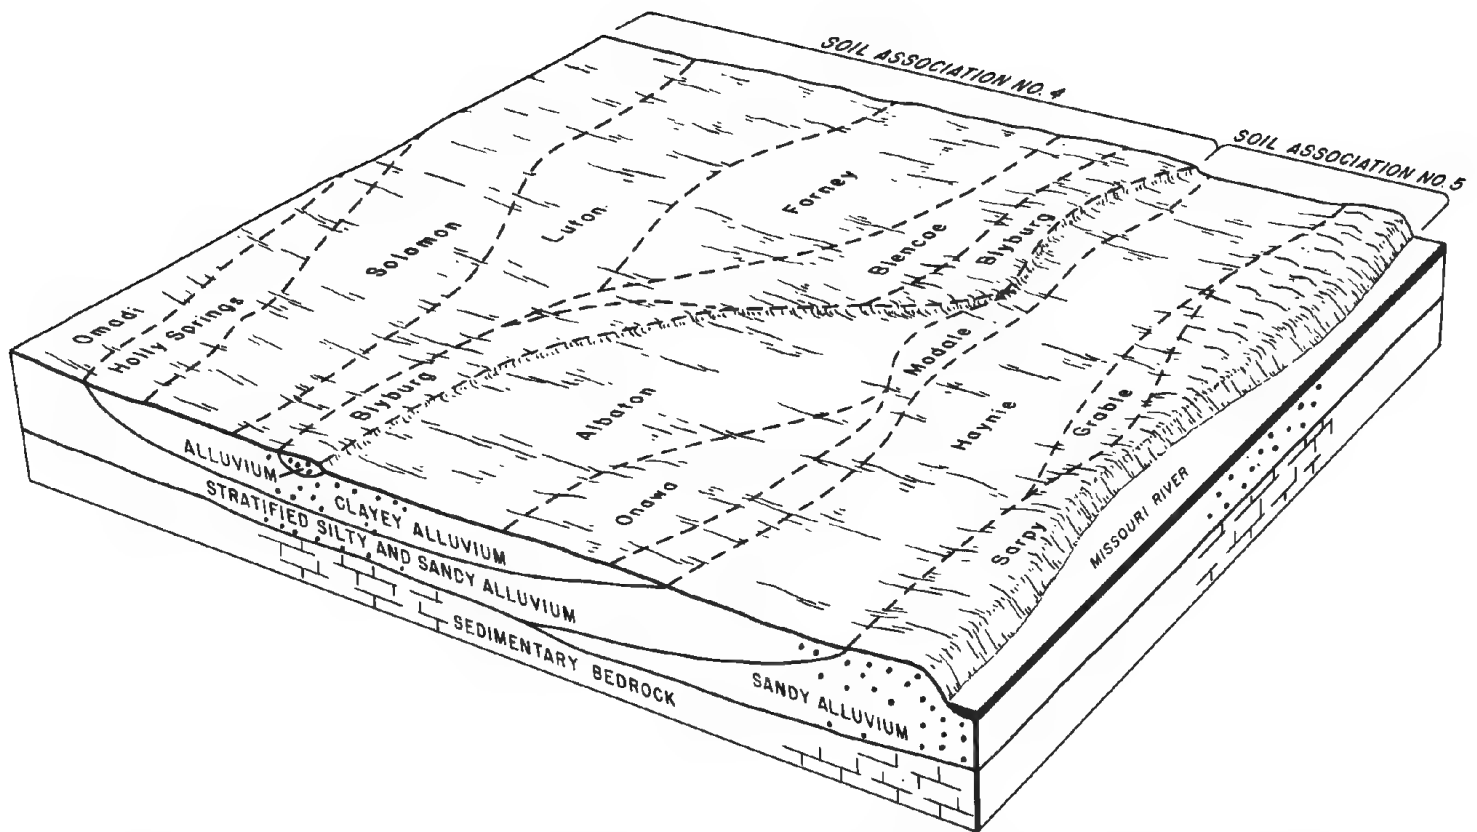 SOIL ASSOCIATION NO. 4
SOIL ASSOCIATION NO. 5
Omadi
Holly Springs
Solomon
Luton
Forney
Blencoe
Blyburg
Blyburg
Albaton
Onawa
Modale
Haynie
Grable
Sarpy
MISSOURI RIVER
ALLUVIUM
CLAYEY ALLUVIUM
STRATIFIED SILTY AND SANDY ALLUVIUM
SEDIMENTARY BEDROCK
SANDY ALLUVIUM